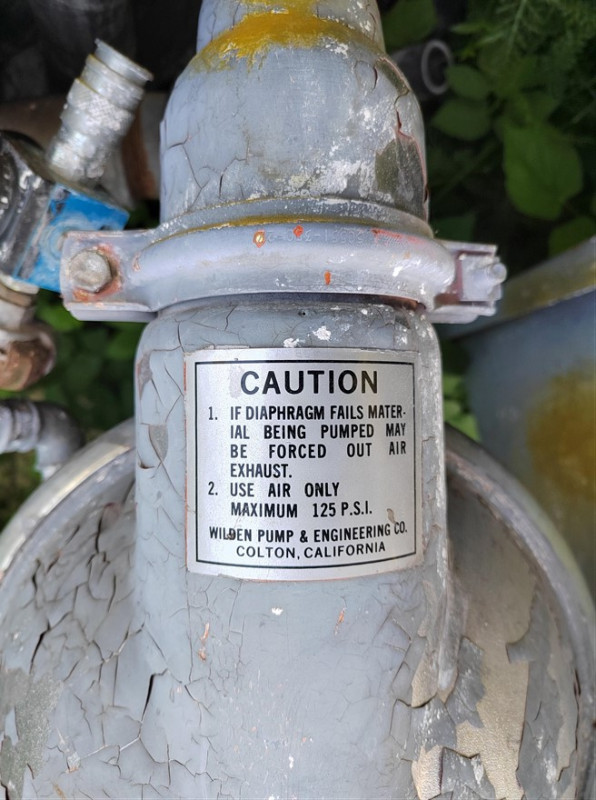 CAUTION
1. IF DIAPHRAGM FAILS MATER-
IAL BEING PUMPED MAY
BE FORCED OUT AIR
EXHAUST.
2. USE AIR ONLY
MAXIMUM 125 P.S.I.
WILDEN PUMP & ENGINEERING CO.
COLTON, CALIFORNIA